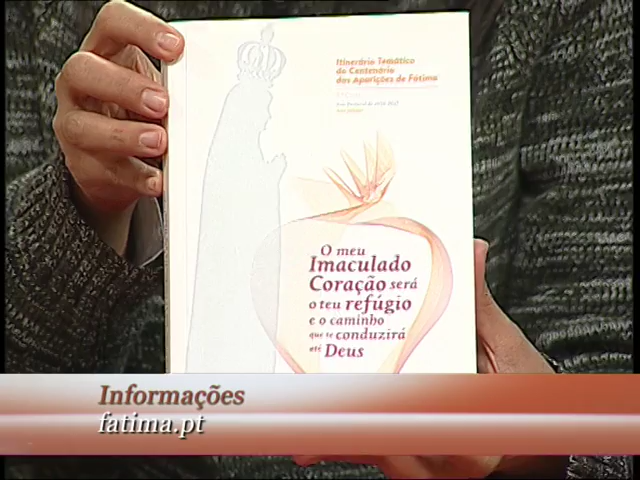 Itinerário Temático
do Centenário
das Aparições de Fátima
O meu
Imaculado
Coração será
o teu refúgio
e o caminho
que te conduzirá
até Deus
Informações
fatima.pt